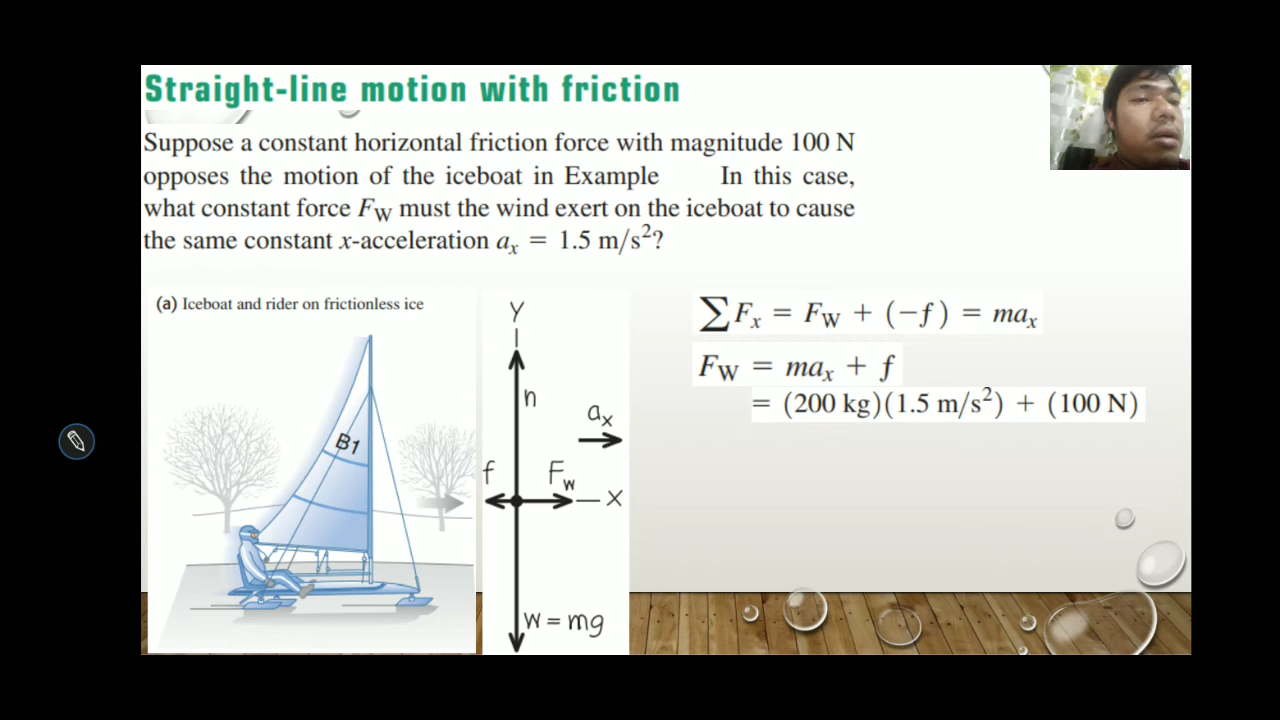 Straight-line motion with friction
Suppose a constant horizontal friction force with magnitude 100 N
opposes the motion of the iceboat in Example In this case,
what constant force F_W must the wind exert on the iceboat to cause
the same constant x-acceleration a_x = 1.5 m/s²?
(a) Iceboat and rider on frictionless ice
B1
Y
n
a_x
f
F_w
X
w = mg
∑F_x = F_W + (−f) = ma_x
F_W = ma_x + f
= (200 kg)(1.5 m/s²) + (100 N)